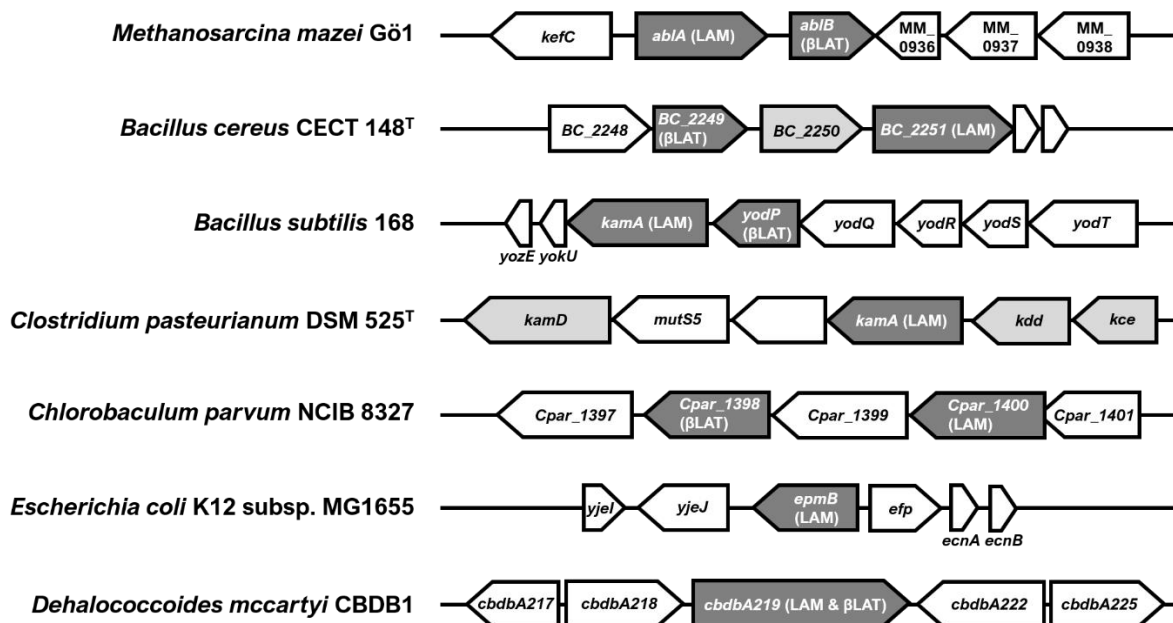 Methanosarcina mazei Gö1
kefC
ablA (LAM)
ablB
(βLAT)
MM_
0936
MM_
0937
MM_
0938
Bacillus cereus CECT 148ᵀ
BC_2248
BC_2249
(βLAT)
BC_2250
BC_2251 (LAM)
Bacillus subtilis 168
kamA (LAM)
yodP
(βLAT)
yodQ
yodR
yodS
yodT
yozE
yokU
Clostridium pasteurianum DSM 525ᵀ
kamD
mutS5
kamA (LAM)
kdd
kce
Chlorobaculum parvum NCIB 8327
Cpar_1397
Cpar_1398
(βLAT)
Cpar_1399
Cpar_1400
(LAM)
Cpar_1401
Escherichia coli K12 subsp. MG1655
yjeI
yjeJ
epmB
(LAM)
efp
ecnA
ecnB
Dehalococcoides mccartyi CBDB1
cbdbA217
cbdbA218
cbdbA219 (LAM & βLAT)
cbdbA222
cbdbA225